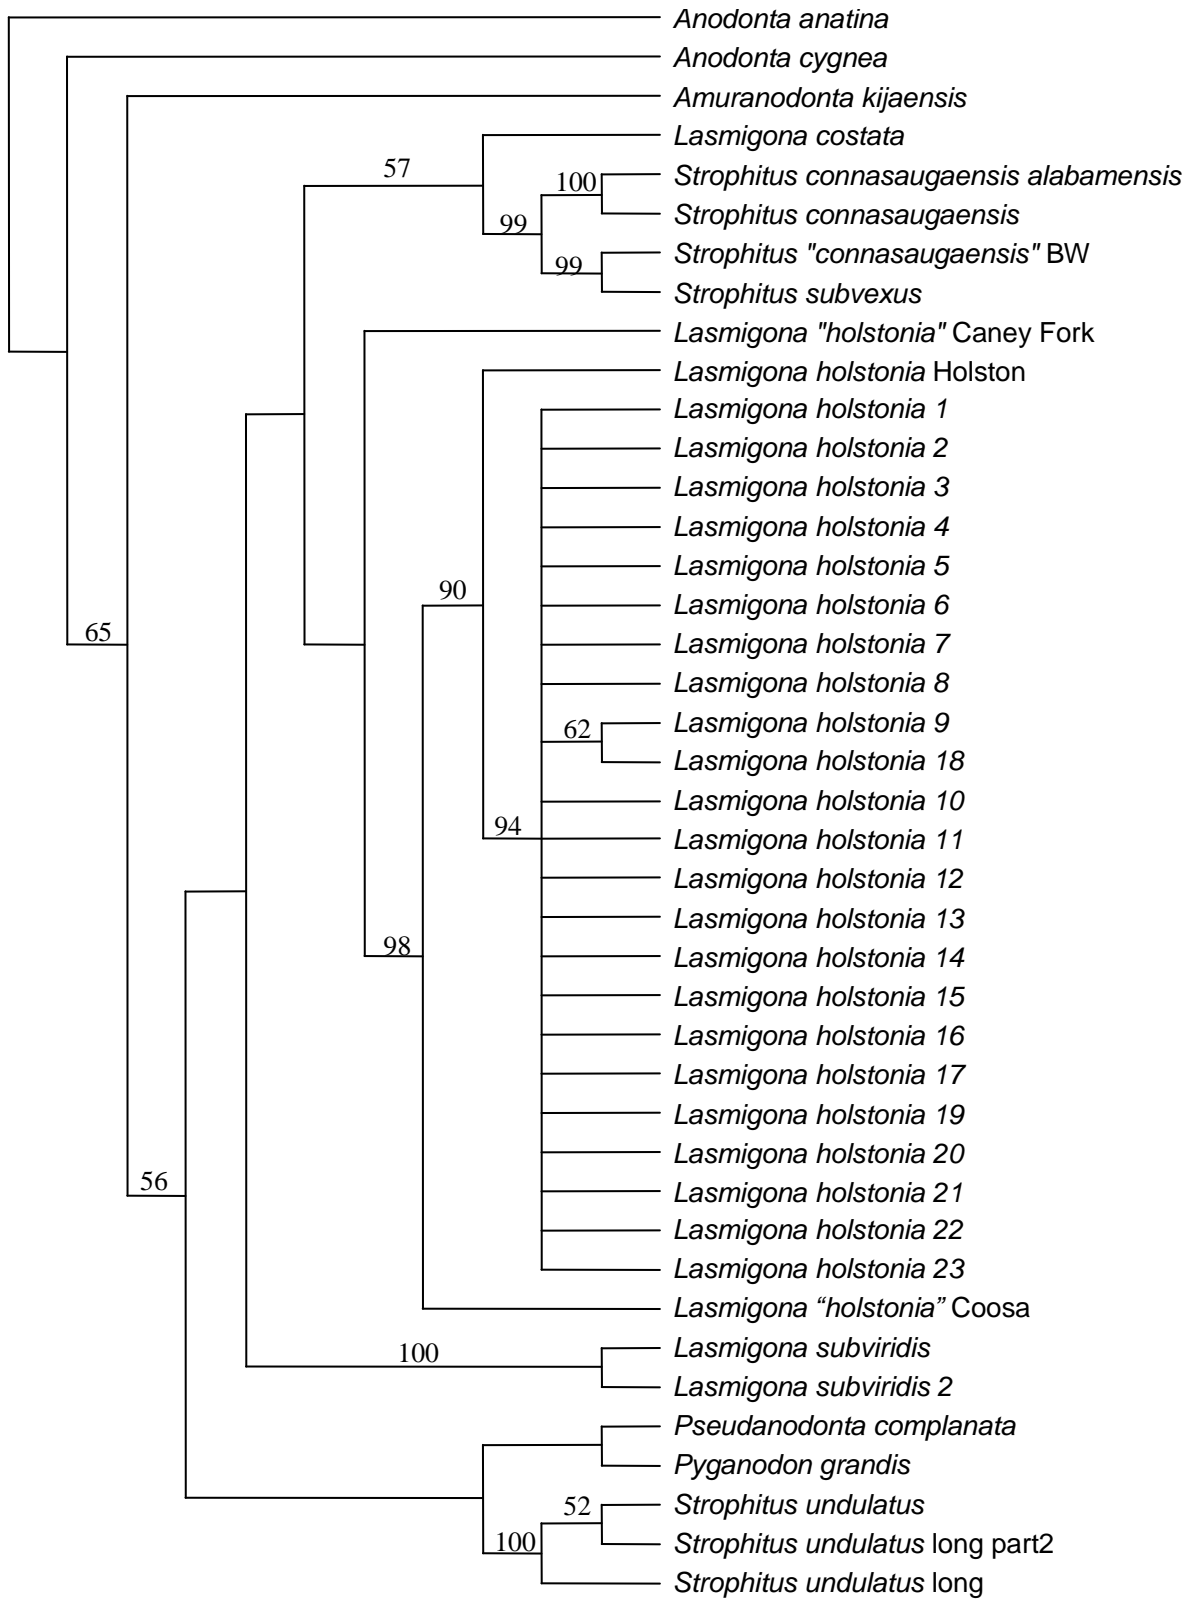 Anodonta anatina
Anodonta cygnea
Amuranodonta kijaensis
Lasmigona costata
57
100
Strophitus connasaugaensis alabamensis
Strophitus connasaugaensis
99
Strophitus "connasaugaensis" BW
99
Strophitus subvexus
Lasmigona "holstonia" Caney Fork
Lasmigona holstonia Holston
Lasmigona holstonia 1
Lasmigona holstonia 2
Lasmigona holstonia 3
Lasmigona holstonia 4
Lasmigona holstonia 5
90
Lasmigona holstonia 6
65
Lasmigona holstonia 7
Lasmigona holstonia 8
62
Lasmigona holstonia 9
Lasmigona holstonia 18
Lasmigona holstonia 10
94
Lasmigona holstonia 11
Lasmigona holstonia 12
Lasmigona holstonia 13
98
Lasmigona holstonia 14
Lasmigona holstonia 15
Lasmigona holstonia 16
Lasmigona holstonia 17
Lasmigona holstonia 19
Lasmigona holstonia 20
56
Lasmigona holstonia 21
Lasmigona holstonia 22
Lasmigona holstonia 23
Lasmigona “holstonia” Coosa
100
Lasmigona subviridis
Lasmigona subviridis 2
Pseudanodonta complanata
Pyganodon grandis
52
Strophitus undulatus
100
Strophitus undulatus long part2
Strophitus undulatus long